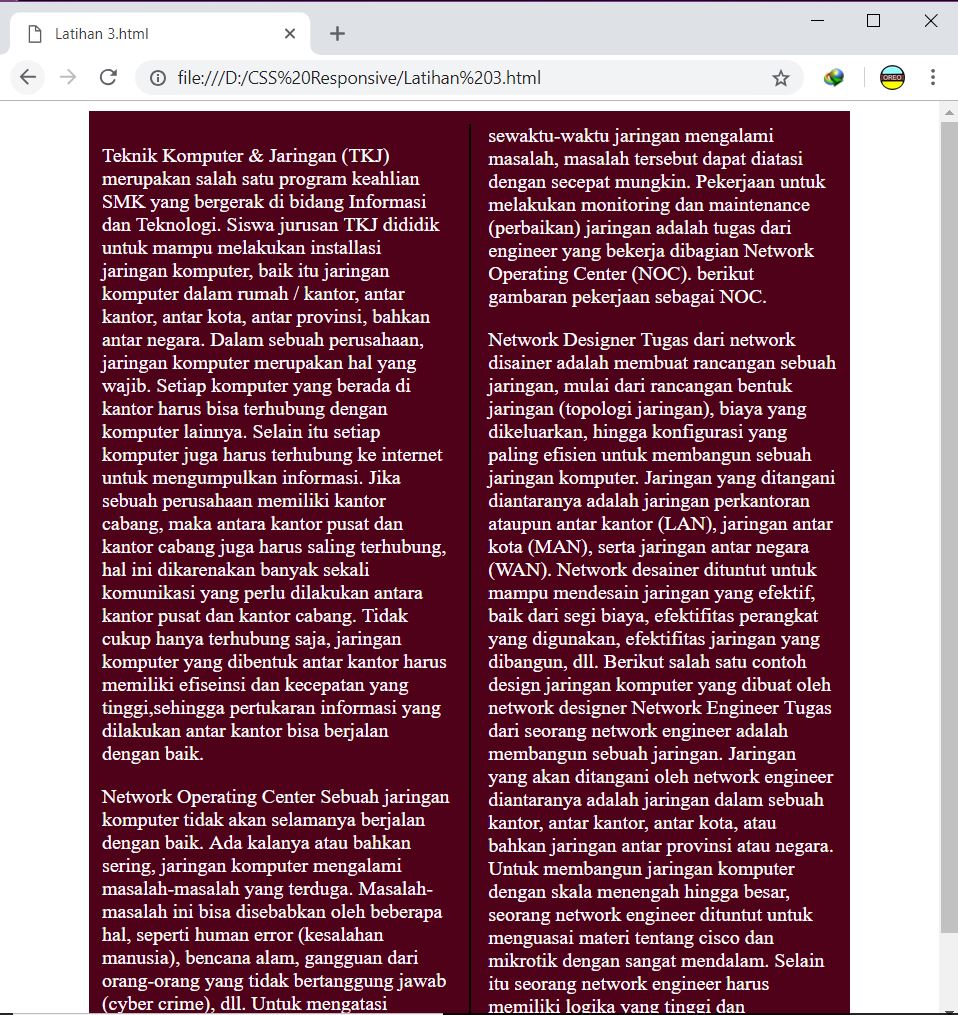 Latihan 3.html
file:///D:/CSS%20Responsive/Latihan%203.html
OREO
Teknik Komputer & Jaringan (TKJ)
merupakan salah satu program keahlian
SMK yang bergerak di bidang Informasi
dan Teknologi. Siswa jurusan TKJ dididik
untuk mampu melakukan installasi
jaringan komputer, baik itu jaringan
komputer dalam rumah / kantor, antar
kantor, antar kota, antar provinsi, bahkan
antar negara. Dalam sebuah perusahaan,
jaringan komputer merupakan hal yang
wajib. Setiap komputer yang berada di
kantor harus bisa terhubung dengan
komputer lainnya. Selain itu setiap
komputer juga harus terhubung ke internet
untuk mengumpulkan informasi. Jika
sebuah perusahaan memiliki kantor
cabang, maka antara kantor pusat dan
kantor cabang juga harus saling terhubung,
hal ini dikarenakan banyak sekali
komunikasi yang perlu dilakukan antara
kantor pusat dan kantor cabang. Tidak
cukup hanya terhubung saja, jaringan
komputer yang dibentuk antar kantor harus
memiliki efiseinsi dan kecepatan yang
tinggi,sehingga pertukaran informasi yang
dilakukan antar kantor bisa berjalan
dengan baik.
Network Operating Center Sebuah jaringan
komputer tidak akan selamanya berjalan
dengan baik. Ada kalanya atau bahkan
sering, jaringan komputer mengalami
masalah-masalah yang terduga. Masalah-
masalah ini bisa disebabkan oleh beberapa
hal, seperti human error (kesalahan
manusia), bencana alam, gangguan dari
orang-orang yang tidak bertanggung jawab
(cyber crime), dll. Untuk mengatasi
sewaktu-waktu jaringan mengalami
masalah, masalah tersebut dapat diatasi
dengan secepat mungkin. Pekerjaan untuk
melakukan monitoring dan maintenance
(perbaikan) jaringan adalah tugas dari
engineer yang bekerja dibagian Network
Operating Center (NOC). berikut
gambaran pekerjaan sebagai NOC.
Network Designer Tugas dari network
disainer adalah membuat rancangan sebuah
jaringan, mulai dari rancangan bentuk
jaringan (topologi jaringan), biaya yang
dikeluarkan, hingga konfigurasi yang
paling efisien untuk membangun sebuah
jaringan komputer. Jaringan yang ditangani
diantaranya adalah jaringan perkantoran
ataupun antar kantor (LAN), jaringan antar
kota (MAN), serta jaringan antar negara
(WAN). Network desainer dituntut untuk
mampu mendesain jaringan yang efektif,
baik dari segi biaya, efektifitas perangkat
yang digunakan, efektifitas jaringan yang
dibangun, dll. Berikut salah satu contoh
design jaringan komputer yang dibuat oleh
network designer Network Engineer Tugas
dari seorang network engineer adalah
membangun sebuah jaringan. Jaringan
yang akan ditangani oleh network engineer
diantaranya adalah jaringan dalam sebuah
kantor, antar kantor, antar kota, atau
bahkan jaringan antar provinsi atau negara.
Untuk membangun jaringan komputer
dengan skala menengah hingga besar,
seorang network engineer dituntut untuk
menguasai materi tentang cisco dan
mikrotik dengan sangat mendalam. Selain
itu seorang network engineer harus
memiliki logika yang tinggi dan